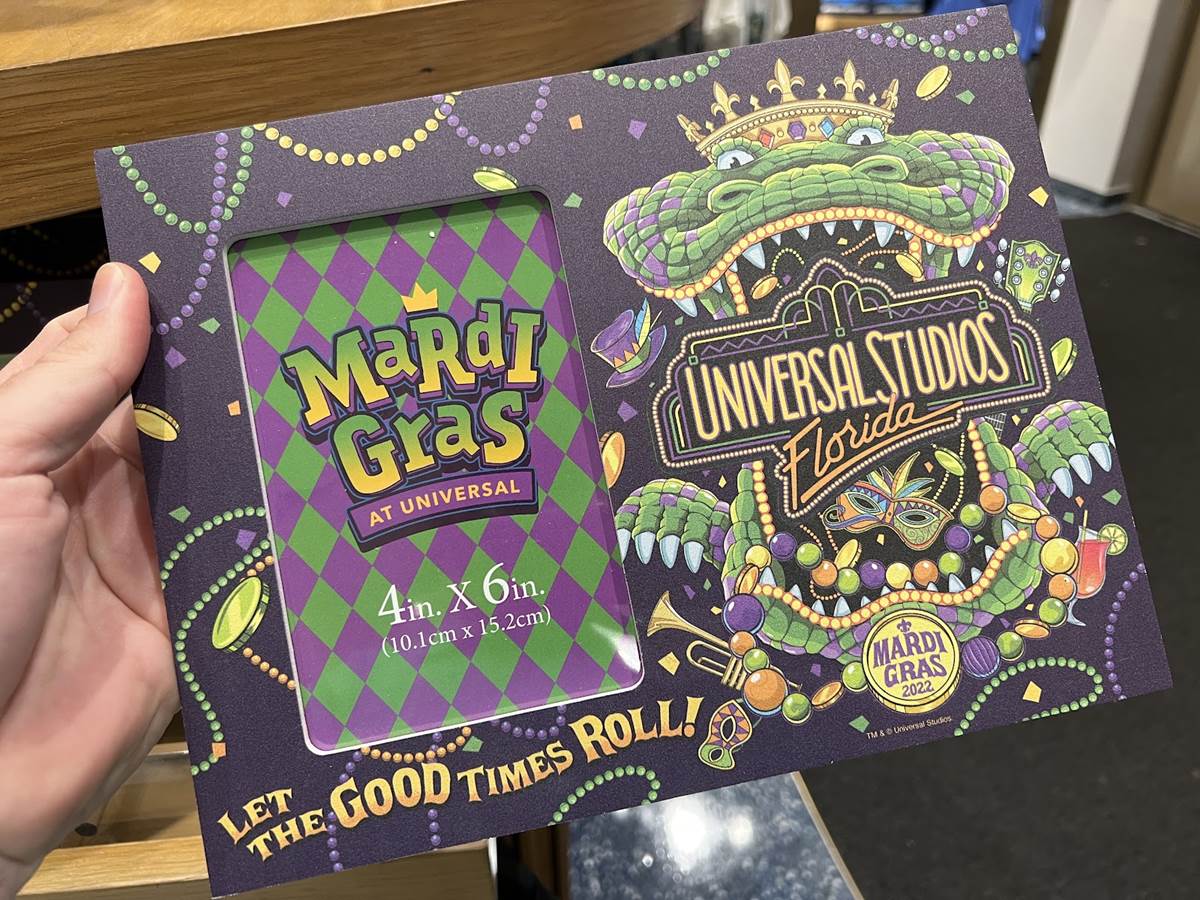 MaRdI
GRaS
AT UNIVERSAL
4in. X 6in.
(10.1cm x 15.2cm)
UNIVERSAL STUDIOS
Florida
MARDI
GRAS
2022
TM & © Universal Studios
LET
THE GOOD TIMES ROLL!